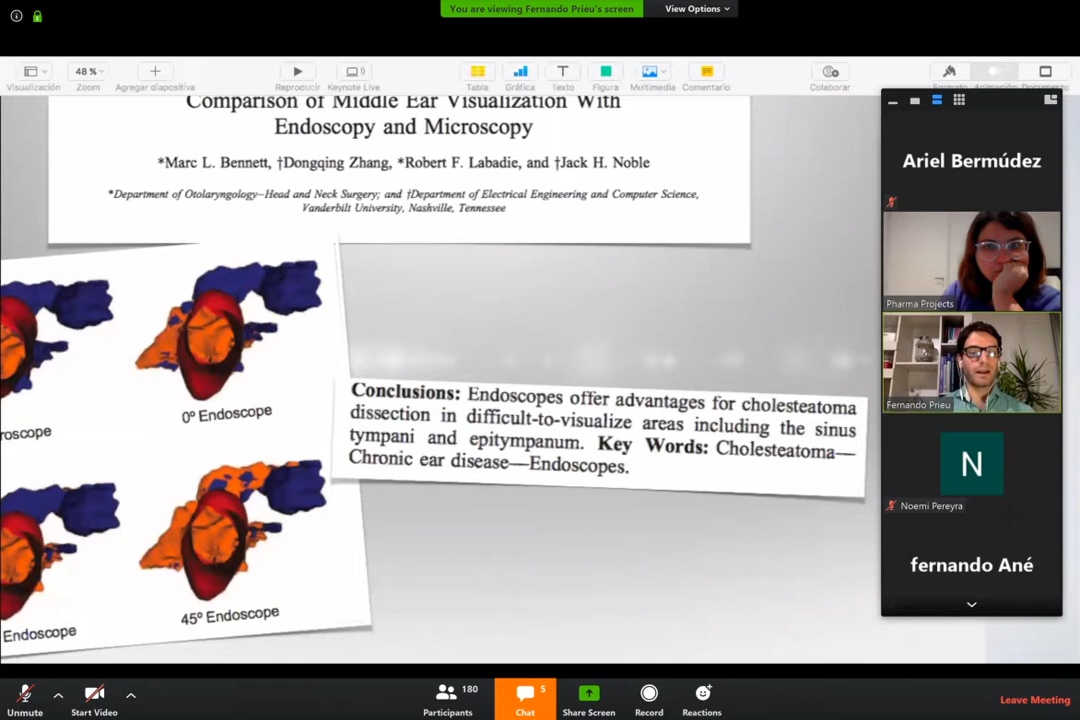 You are viewing Fernando Prieu's screen
View Options
Visualización
48 %
Zoom
Agregar diapositiva
Reproducir
Keynote Live
Tabla
Gráfica
Texto
Figura
Multimedia
Comentario
Colaborar
Formato
Animación
Documento
Comparison of Middle Ear Visualization With
Endoscopy and Microscopy
*Marc L. Bennett, †Dongqing Zhang, *Robert F. Labadie, and †Jack H. Noble
*Department of Otolaryngology–Head and Neck Surgery; and †Department of Electrical Engineering and Computer Science,
Vanderbilt University, Nashville, Tennessee
roscope
0º Endoscope
Endoscope
45º Endoscope
Conclusions: Endoscopes offer advantages for cholesteatoma
dissection in difficult-to-visualize areas including the sinus
tympani and epitympanum. Key Words: Cholesteatoma—
Chronic ear disease—Endoscopes.
Ariel Bermúdez
Pharma Projects
Fernando Prieu
N
Noemi Pereyra
fernando Ané
Unmute
Start Video
Participants
180
Chat
5
Share Screen
Record
Reactions
Leave Meeting